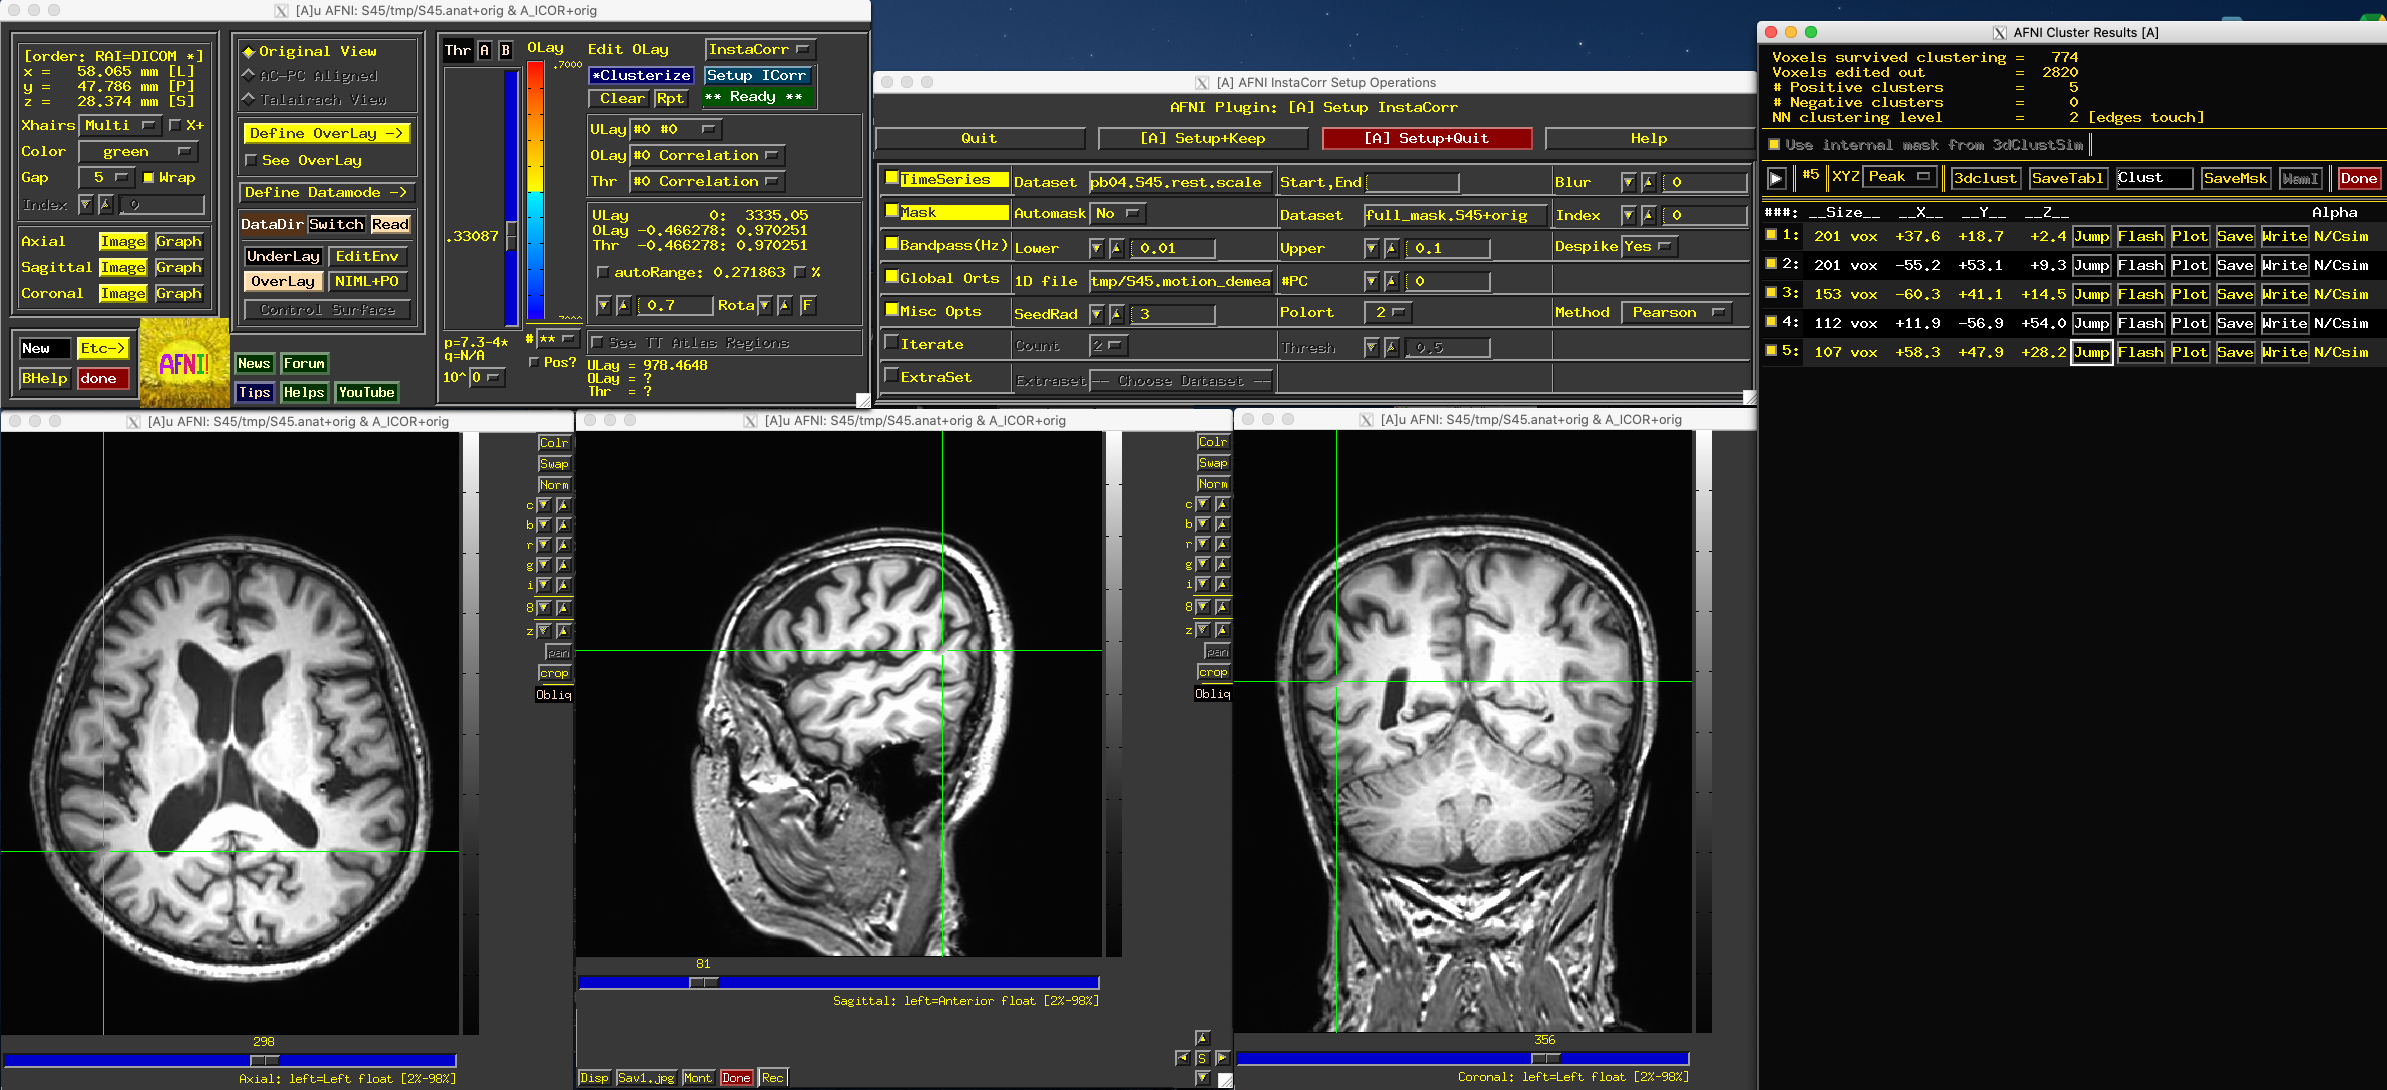 [A]u AFNI: S45/tmp/S45.anat+orig & A_ICOR+orig
[order: RAI=DICOM *]
x = 58.065 mm [L]
y = 47.786 mm [P]
z = 28.374 mm [S]
Xhairs Multi X+
Color green
Gap 5 Wrap
Index 0
Axial Image Graph
Sagittal Image Graph
Coronal Image Graph
New Etc->
BHelp done
AFNI!
Original View
AC-PC Aligned
Talairach View
Define OverLay ->
See OverLay
Define Datamode ->
DataDir Switch Read
UnderLay EditEnv
OverLay NIML+PO
Control Surface
News Forum
Tips Helps YouTube
Thr A B OLay
.7000
.33087
p=7.3-4*
q=N/A
10^ 0
# **
Pos?
Edit OLay InstaCorr
*Clusterize Setup ICorr
Clear Rpt ** Ready **
ULay #0 #0
OLay #0 Correlation
Thr #0 Correlation
ULay 0: 3335.05
OLay -0.466278: 0.970251
Thr -0.466278: 0.970251
autoRange: 0.271863 %
0.7 Rota F
See TT Atlas Regions
ULay = 978.4648
OLay = ?
Thr = ?
[A] AFNI InstaCorr Setup Operations
AFNI Plugin: [A] Setup InstaCorr
Quit [A] Setup+Keep [A] Setup+Quit Help
TimeSeries Dataset pb04.S45.rest.scale Start,End Blur 0
Mask Automask No Dataset full_mask.S45+orig Index 0
Bandpass(Hz) Lower 0.01 Upper 0.1 Despike Yes
Global Orts 1D file tmp/S45.motion_demea #PC 0
Misc Opts SeedRad 3 Polort 2 Method Pearson
Iterate Count 2 Thresh 0.5
ExtraSet Extraset -- Choose Dataset --
AFNI Cluster Results [A]
Voxels survived clustering = 774
Voxels edited out = 2820
# Positive clusters = 5
# Negative clusters = 0
NN clustering level = 2 [edges touch]
Use internal mask from 3dClustSim
#5 XYZ Peak 3dclust SaveTabl Clust SaveMsk WamI Done
###: __Size__ __X__ __Y__ __Z__ Alpha
1: 201 vox +37.6 +18.7 +2.4 Jump Flash Plot Save Write N/Csim
2: 201 vox -55.2 +53.1 +9.3 Jump Flash Plot Save Write N/Csim
3: 153 vox -60.3 +41.1 +14.5 Jump Flash Plot Save Write N/Csim
4: 112 vox +11.9 -56.9 +54.0 Jump Flash Plot Save Write N/Csim
5: 107 vox +58.3 +47.9 +28.2 Jump Flash Plot Save Write N/Csim
[A]u AFNI: S45/tmp/S45.anat+orig & A_ICOR+orig
Colr
Swap
Norm
c
b
r
g
i
8
z
pan
crop
Obliq
298
Axial: left=Left float [2%-98%]
[A]u AFNI: S45/tmp/S45.anat+orig & A_ICOR+orig
Colr
Swap
Norm
c
b
r
g
i
8
z
pan
crop
Obliq
81
Sagittal: left=Anterior float [2%-98%]
S
Disp Sav1.jpg Mont Done Rec
[A]u AFNI: S45/tmp/S45.anat+orig & A_ICOR+orig
356
Coronal: left=Left float [2%-98%]